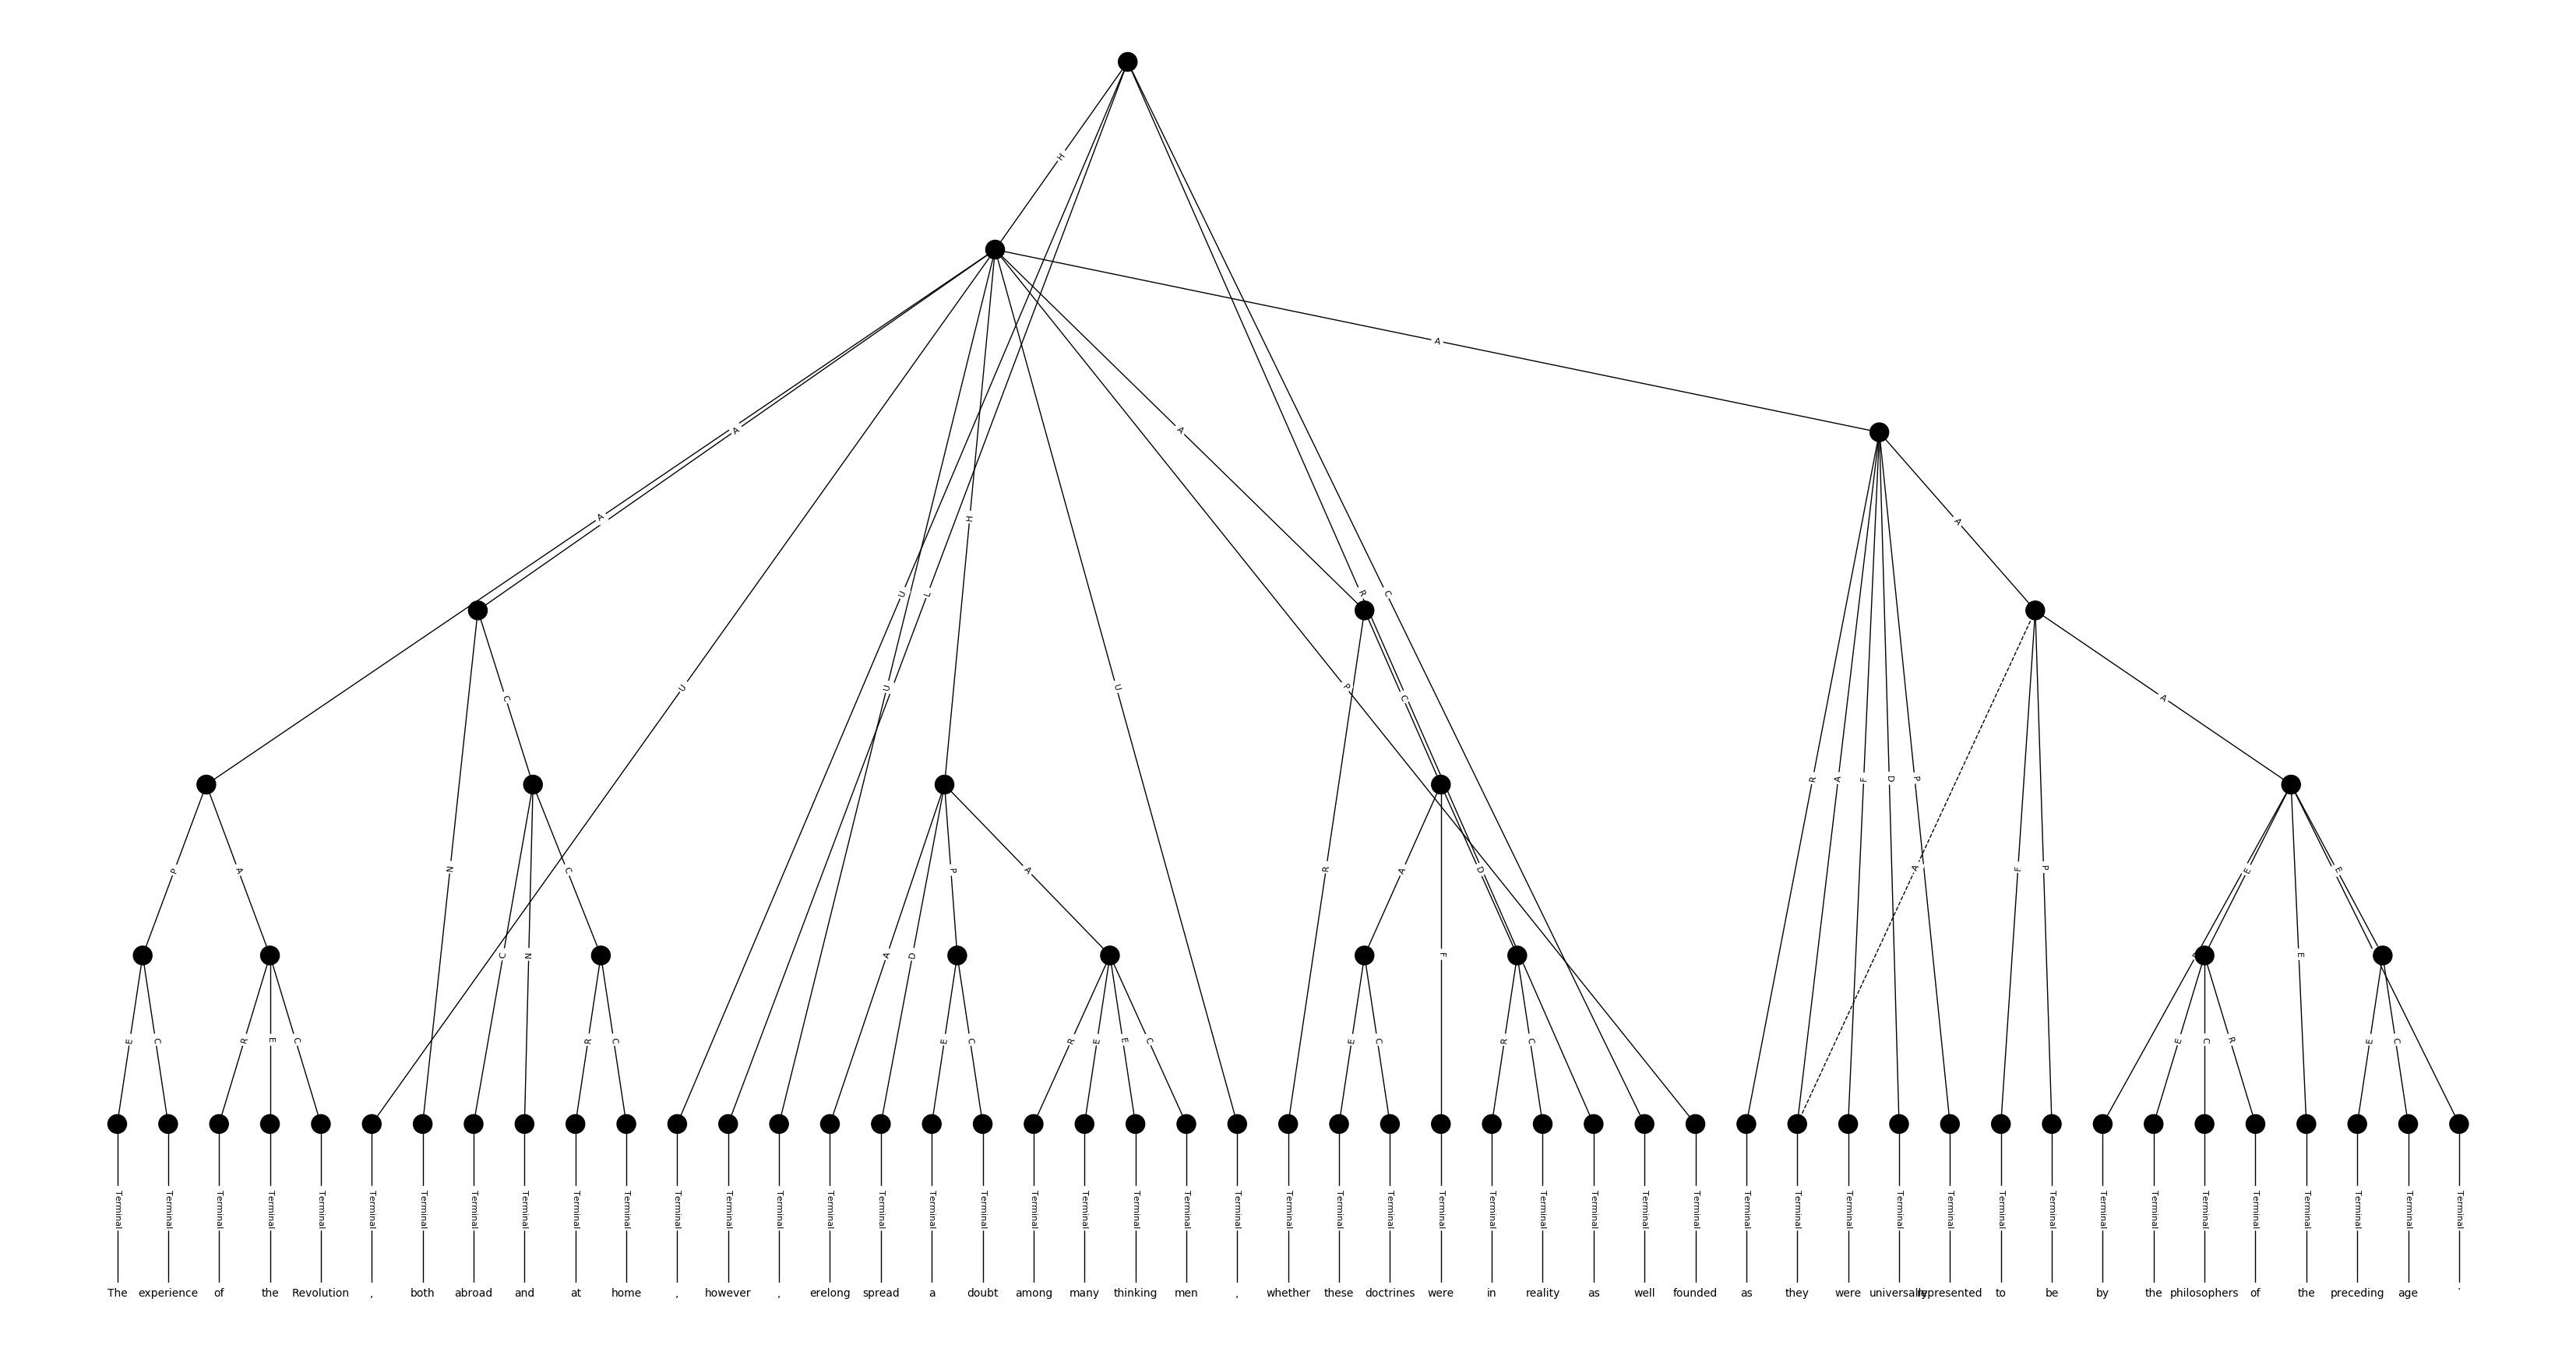 H
A
A
A
A
H
A
U
L
R
C
C
U
U
U
P
C
R
A
F
D
P
A
P
A
N
C
P
A
R
A
D
A
F
P
E
E
C
N
A
D
F
E
E
C
R
E
C
R
C
E
C
R
E
E
C
E
C
R
C
E
C
R
E
C
Terminal Terminal Terminal Terminal Terminal Terminal Terminal Terminal Terminal Terminal Terminal Terminal Terminal Terminal Terminal Terminal Terminal Terminal Terminal Terminal Terminal Terminal Terminal Terminal Terminal Terminal Terminal Terminal Terminal Terminal Terminal Terminal Terminal Terminal Terminal Terminal Terminal Terminal Terminal Terminal Terminal Terminal Terminal Terminal Terminal Terminal Terminal
The experience of the Revolution , both abroad and at home , however , erelong spread a doubt among many thinking men , whether these doctrines were in reality as well founded as they were universally represented to be by the philosophers of the preceding age .